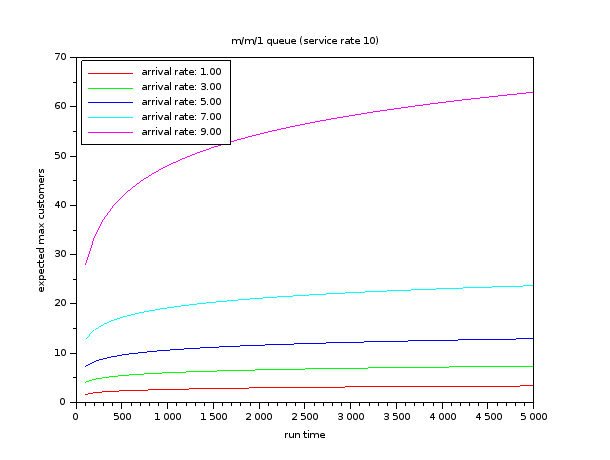 m/m/1 queue (service rate 10)
70
60
50
40
30
20
10
0
expected max customers
arrival rate: 1.00
arrival rate: 3.00
arrival rate: 5.00
arrival rate: 7.00
arrival rate: 9.00
0 500 1 000 1 500 2 000 2 500 3 000 3 500 4 000 4 500 5 000
run time